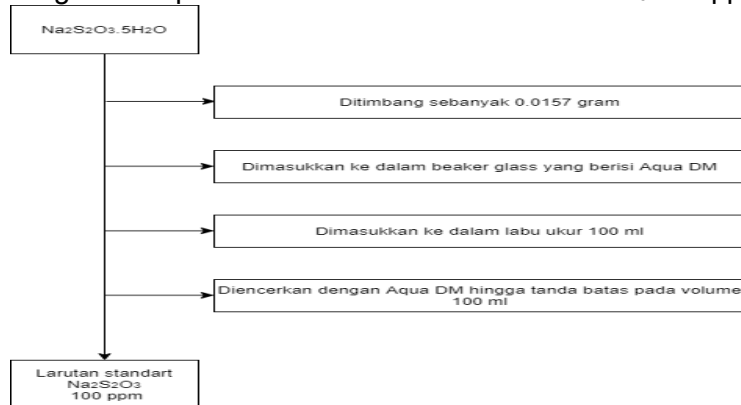 Na2S2O3.5H2O
Ditimbang sebanyak 0.0157 gram
Dimasukkan ke dalam beaker glass yang berisi Aqua DM
Dimasukkan ke dalam labu ukur 100 ml
Diencerkan dengan Aqua DM hingga tanda batas pada volume
100 ml
Larutan standart
Na2S2O3
100 ppm